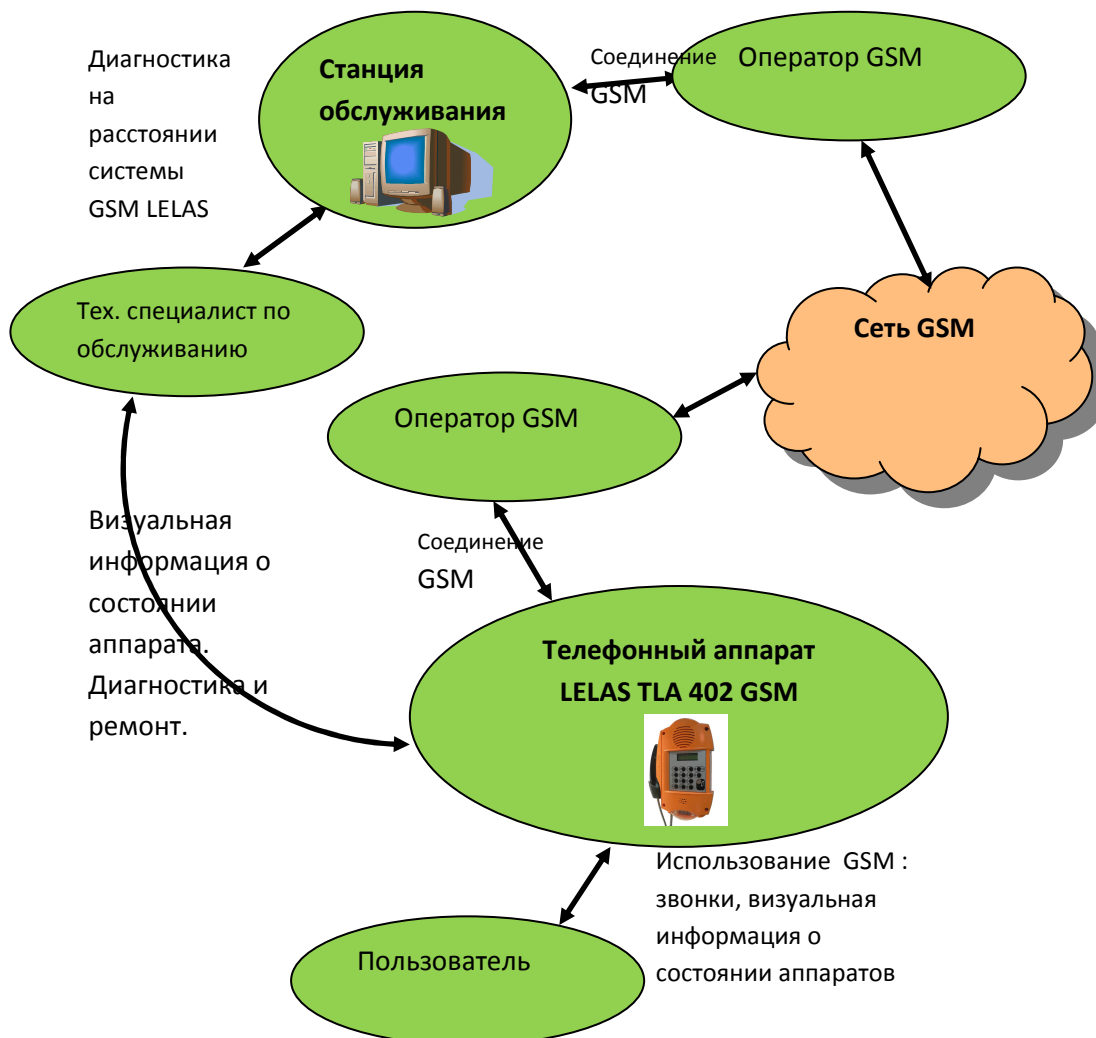 Диагностика
на
расстоянии
системы
GSM LELAS
Станция
обслуживания
Соединение
GSM
Оператор GSM
Тех. специалист по
обслуживанию
Сеть GSM
Оператор GSM
Соединение
GSM
Визуальная
информация о
состоянии
аппарата.
Диагностика и
ремонт.
Телефонный аппарат
LELAS TLA 402 GSM
Использование GSM :
звонки, визуальная
информация о
состоянии аппаратов
Пользователь